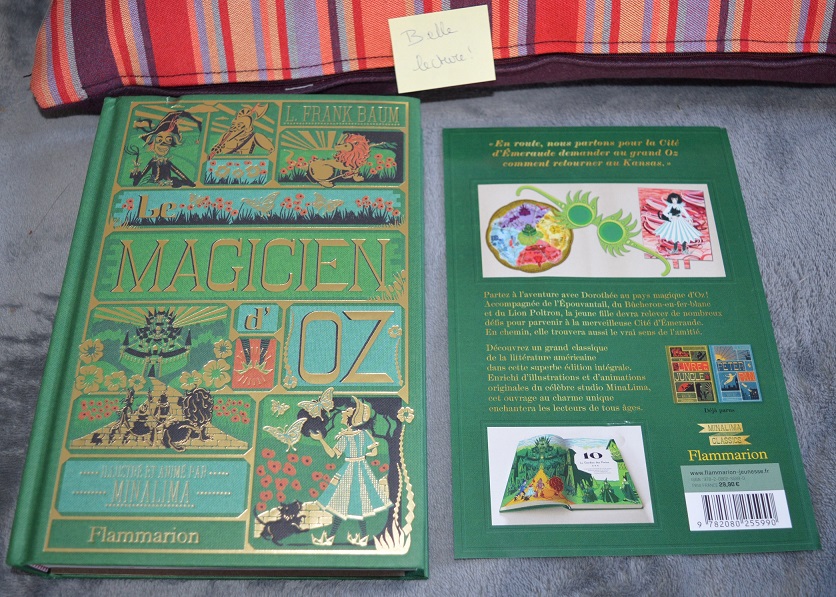 Belle
lecture!
L. FRANK BAUM
Le
MAGICIEN
d'
OZ
ILLUSTRÉ ET ANIMÉ PAR
MINALIMA
Flammarion
« En route, nous partons pour la Cité
d'Émeraude demander au grand Oz
comment retourner au Kansas. »
Partez à l'aventure avec Dorothée au pays magique d'Oz!
Accompagnée de l'Épouvantail, du Bûcheron-en-fer-blanc
et du Lion Poltron, la jeune fille devra relever de nombreux
défis pour parvenir à la merveilleuse Cité d'Émeraude.
En chemin, elle trouvera aussi le vrai sens de l'amitié.
Découvrez un grand classique
de la littérature américaine
dans cette superbe édition intégrale.
Enrichi d'illustrations et d'animations
originales du célèbre studio MinaLima,
cet ouvrage au charme unique
enchantera les lecteurs de tous âges.
LE LIVRE
JUNGLE
PETER
Déjà parus
MINALIMA
CLASSICS
Flammarion
10
www.flammarion-jeunesse.fr
29,90 €
9 782080 255990